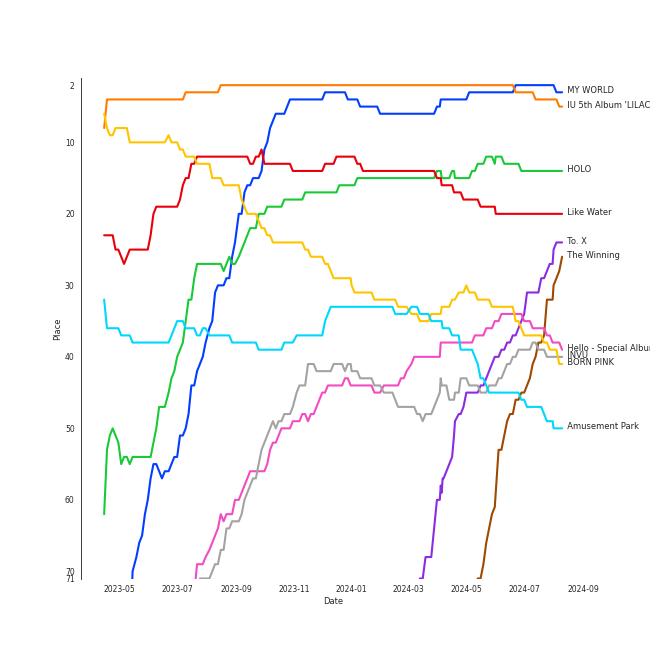 2
MY WORLD
IU 5th Album 'LILAC
10
HOLO
Like Water
20
To. X
The Winning
30
Place
Hello - Special Albu
INVU
40
BORN PINK
50
Amusement Park
60
70
71
2023-05
2023-07
2023-09
2023-11
2024-01
2024-03
2024-05
2024-07
2024-09
Date